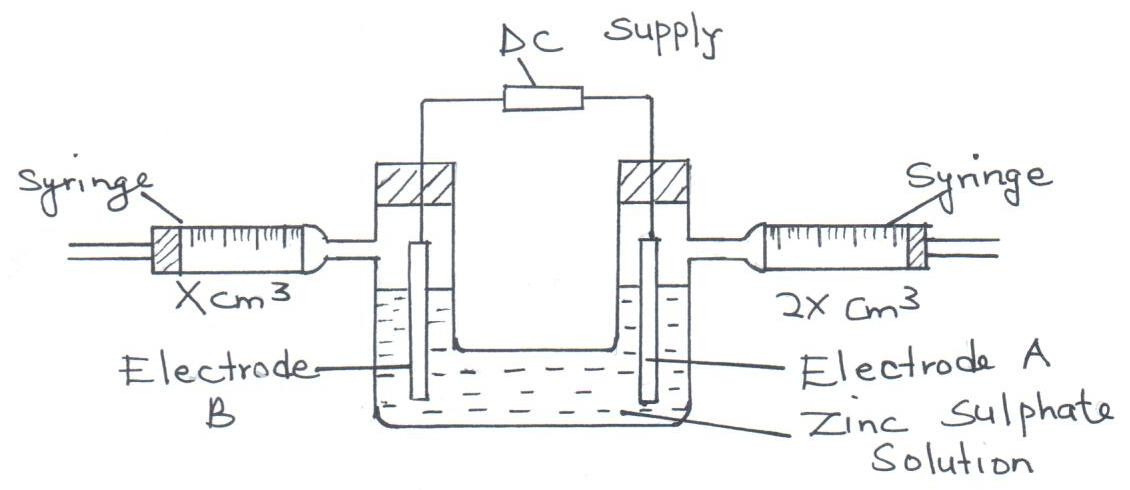 DC Supply
Syringe
Syringe
Xcm3
2X cm3
Electrode
B
Electrode A
Zinc Sulphate
Solution